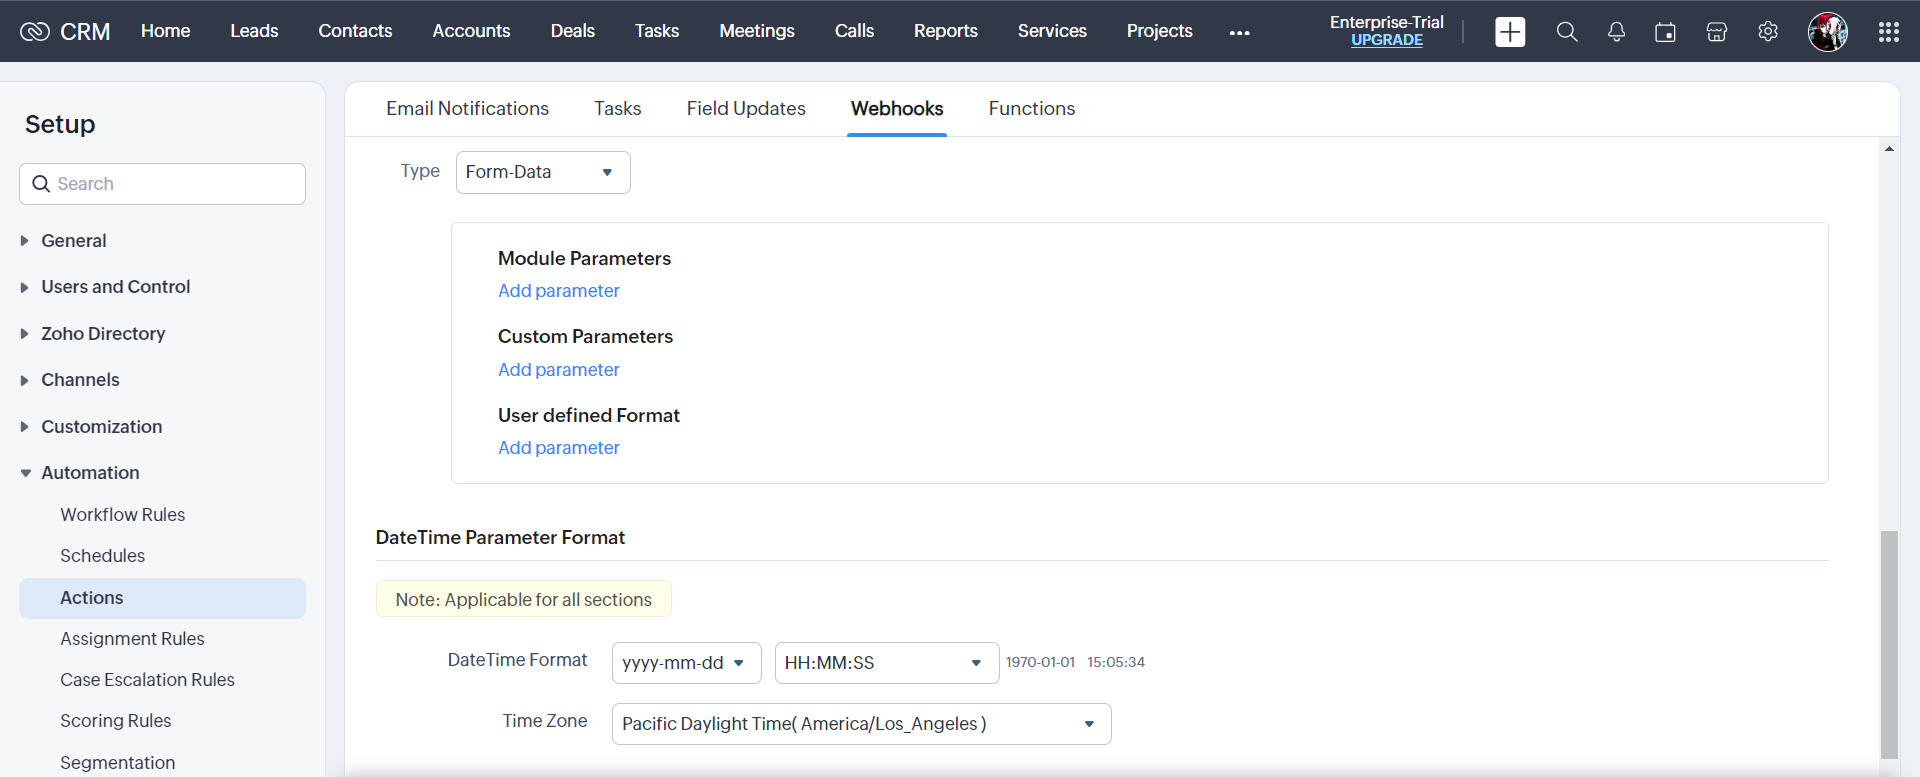 CRM Home Leads Contacts Accounts Deals Tasks Meetings Calls Reports Services Projects ... Enterprise-Trial
UPGRADE
Setup
Search
General
Users and Control
Zoho Directory
Channels
Customization
Automation
Workflow Rules
Schedules
Actions
Assignment Rules
Case Escalation Rules
Scoring Rules
Segmentation
Email Notifications Tasks Field Updates Webhooks Functions
Type Form-Data
Module Parameters
Add parameter
Custom Parameters
Add parameter
User defined Format
Add parameter
DateTime Parameter Format
Note: Applicable for all sections
DateTime Format yyyy-mm-dd HH:MM:SS 1970-01-01 15:05:34
Time Zone Pacific Daylight Time( America/Los_Angeles )